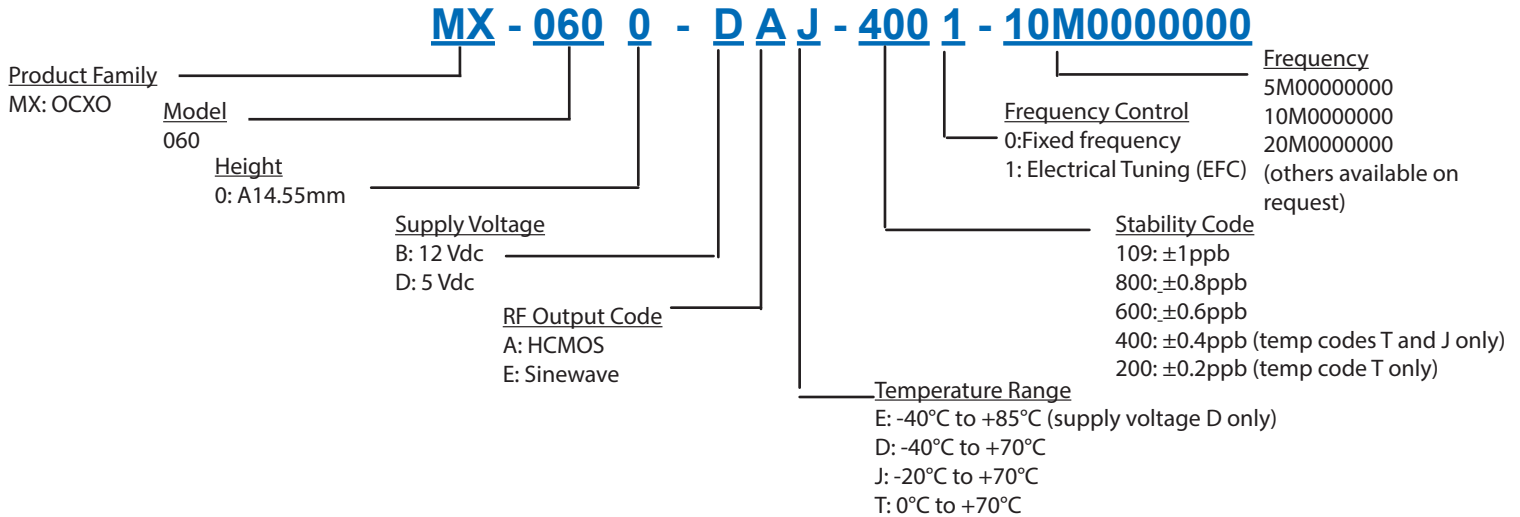 MX - 060 0 - D A J - 400 1 - 10M0000000
Product Family
MX: OCXO
Model
060
Height
0: A14.55mm
Supply Voltage
B: 12 Vdc
D: 5 Vdc
RF Output Code
A: HCMOS
E: Sinewave
Temperature Range
E: -40°C to +85°C (supply voltage D only)
D: -40°C to +70°C
J: -20°C to +70°C
T: 0°C to +70°C
Stability Code
109: ±1ppb
800: ±0.8ppb
600: ±0.6ppb
400: ±0.4ppb (temp codes T and J only)
200: ±0.2ppb (temp code T only)
Frequency Control
0:Fixed frequency
1: Electrical Tuning (EFC)
Frequency
5M00000000
10M0000000
20M0000000
(others available on
request)